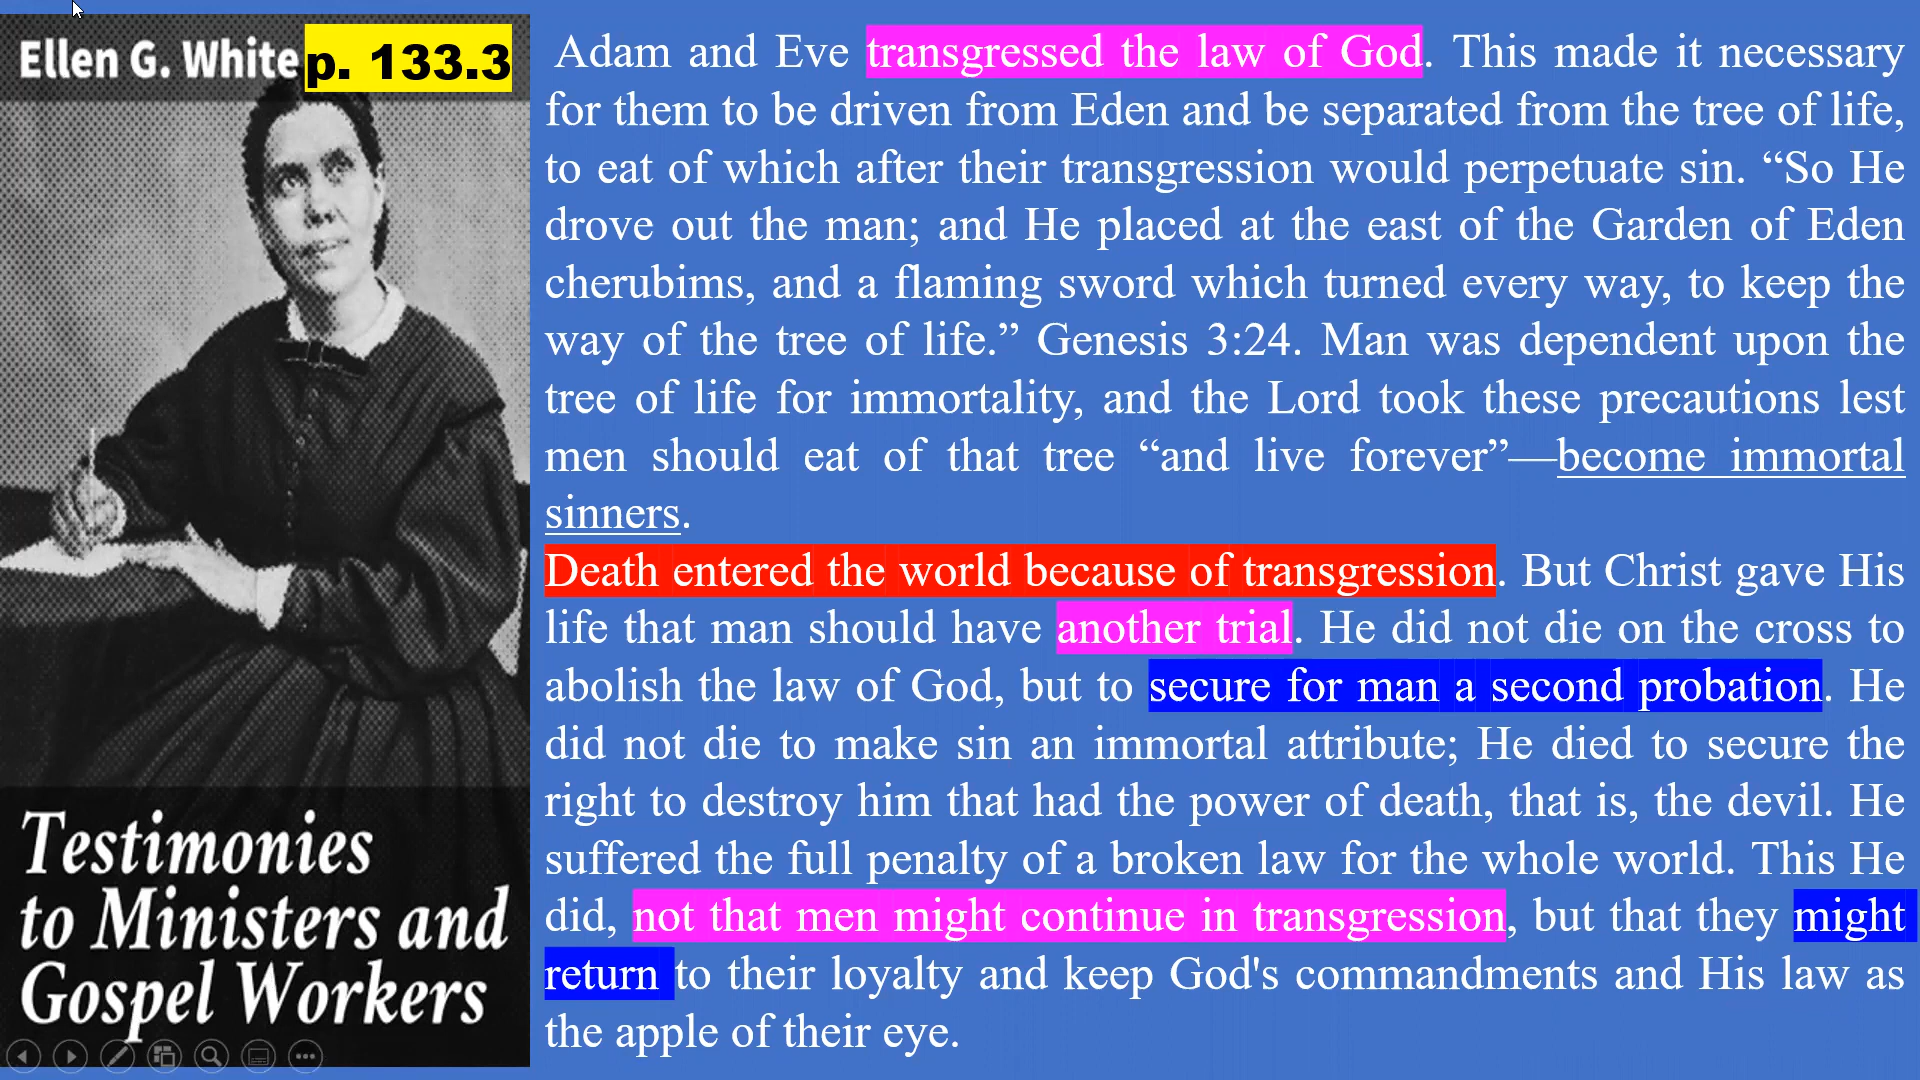 Ellen G. White p. 133.3
Testimonies
to Ministers and
Gospel Workers
Adam and Eve transgressed the law of God. This made it necessary
for them to be driven from Eden and be separated from the tree of life,
to eat of which after their transgression would perpetuate sin. “So He
drove out the man; and He placed at the east of the Garden of Eden
cherubims, and a flaming sword which turned every way, to keep the
way of the tree of life.” Genesis 3:24. Man was dependent upon the
tree of life for immortality, and the Lord took these precautions lest
men should eat of that tree “and live forever”—become immortal
sinners.
Death entered the world because of transgression. But Christ gave His
life that man should have another trial. He did not die on the cross to
abolish the law of God, but to secure for man a second probation. He
did not die to make sin an immortal attribute; He died to secure the
right to destroy him that had the power of death, that is, the devil. He
suffered the full penalty of a broken law for the whole world. This He
did, not that men might continue in transgression, but that they might
return to their loyalty and keep God's commandments and His law as
the apple of their eye.